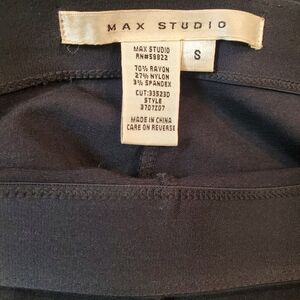 MAX STUDIO
MAX STUDIO
RN#59822
S
70% RAYON
27% NYLON
3% SPANDEX
CUT:335230
STYLE
3707207
MADE IN CHINA
CARE ON REVERSE